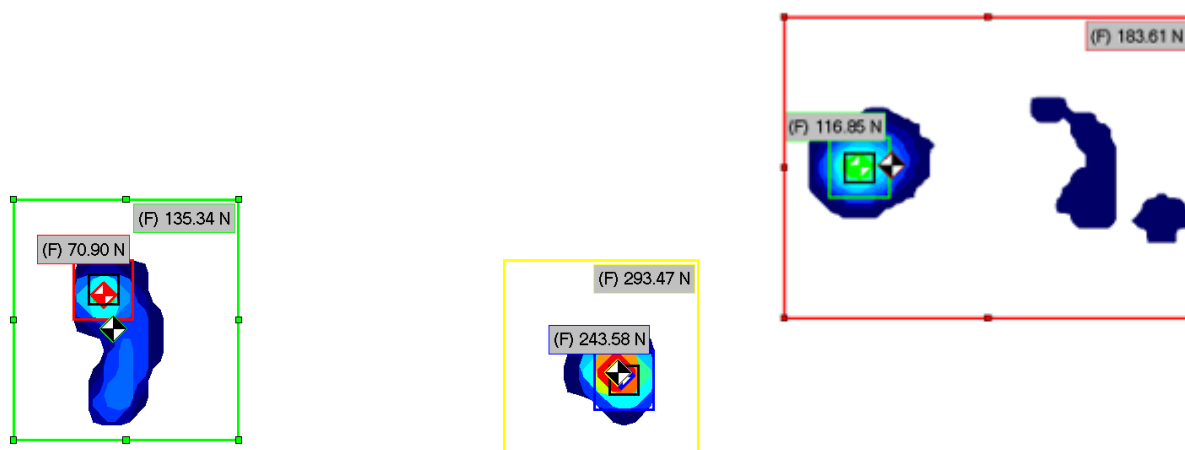 (F) 183.61 N
(F) 116.85 N
(F) 135.34 N
(F) 70.90 N
(F) 293.47 N
(F) 243.58 N